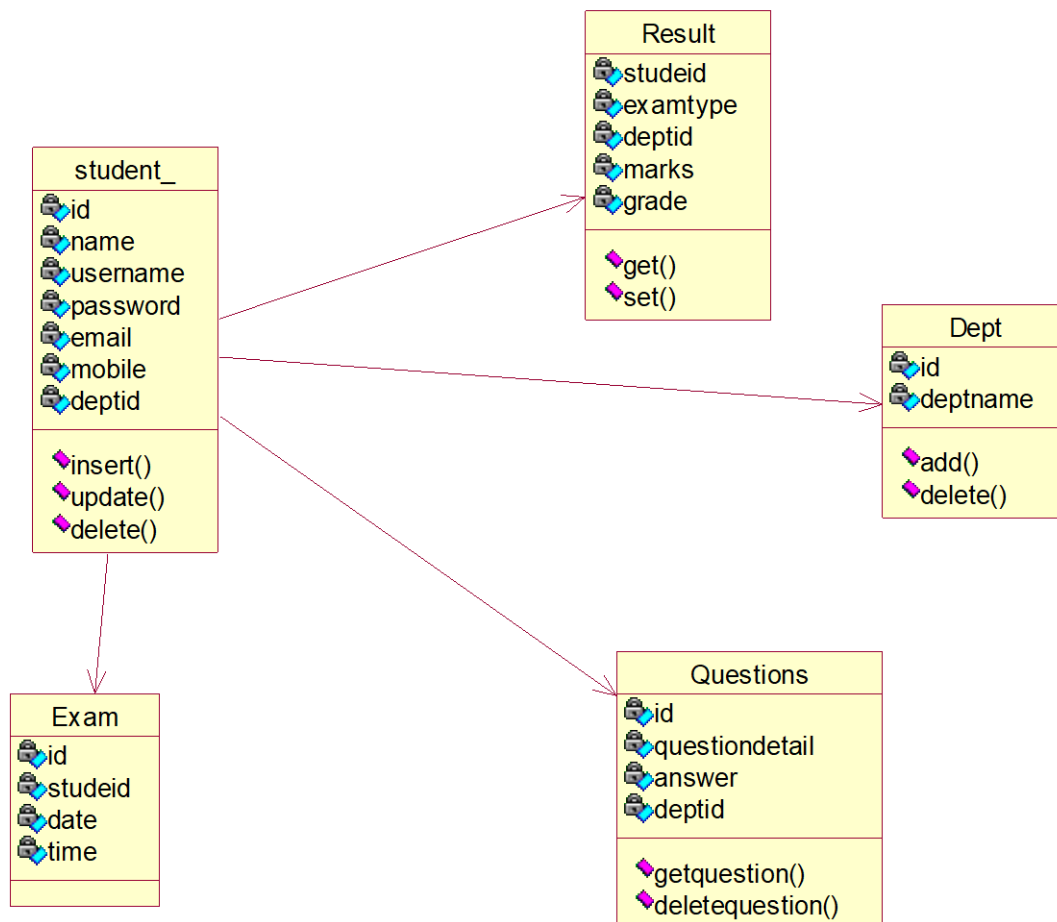 Result
studeid
examtype
deptid
marks
grade
get()
set()
student_
id
name
username
password
email
mobile
deptid
insert()
update()
delete()
Dept
id
deptname
add()
delete()
Exam
id
studeid
date
time
Questions
id
questiondetail
answer
deptid
getquestion()
deletequestion()